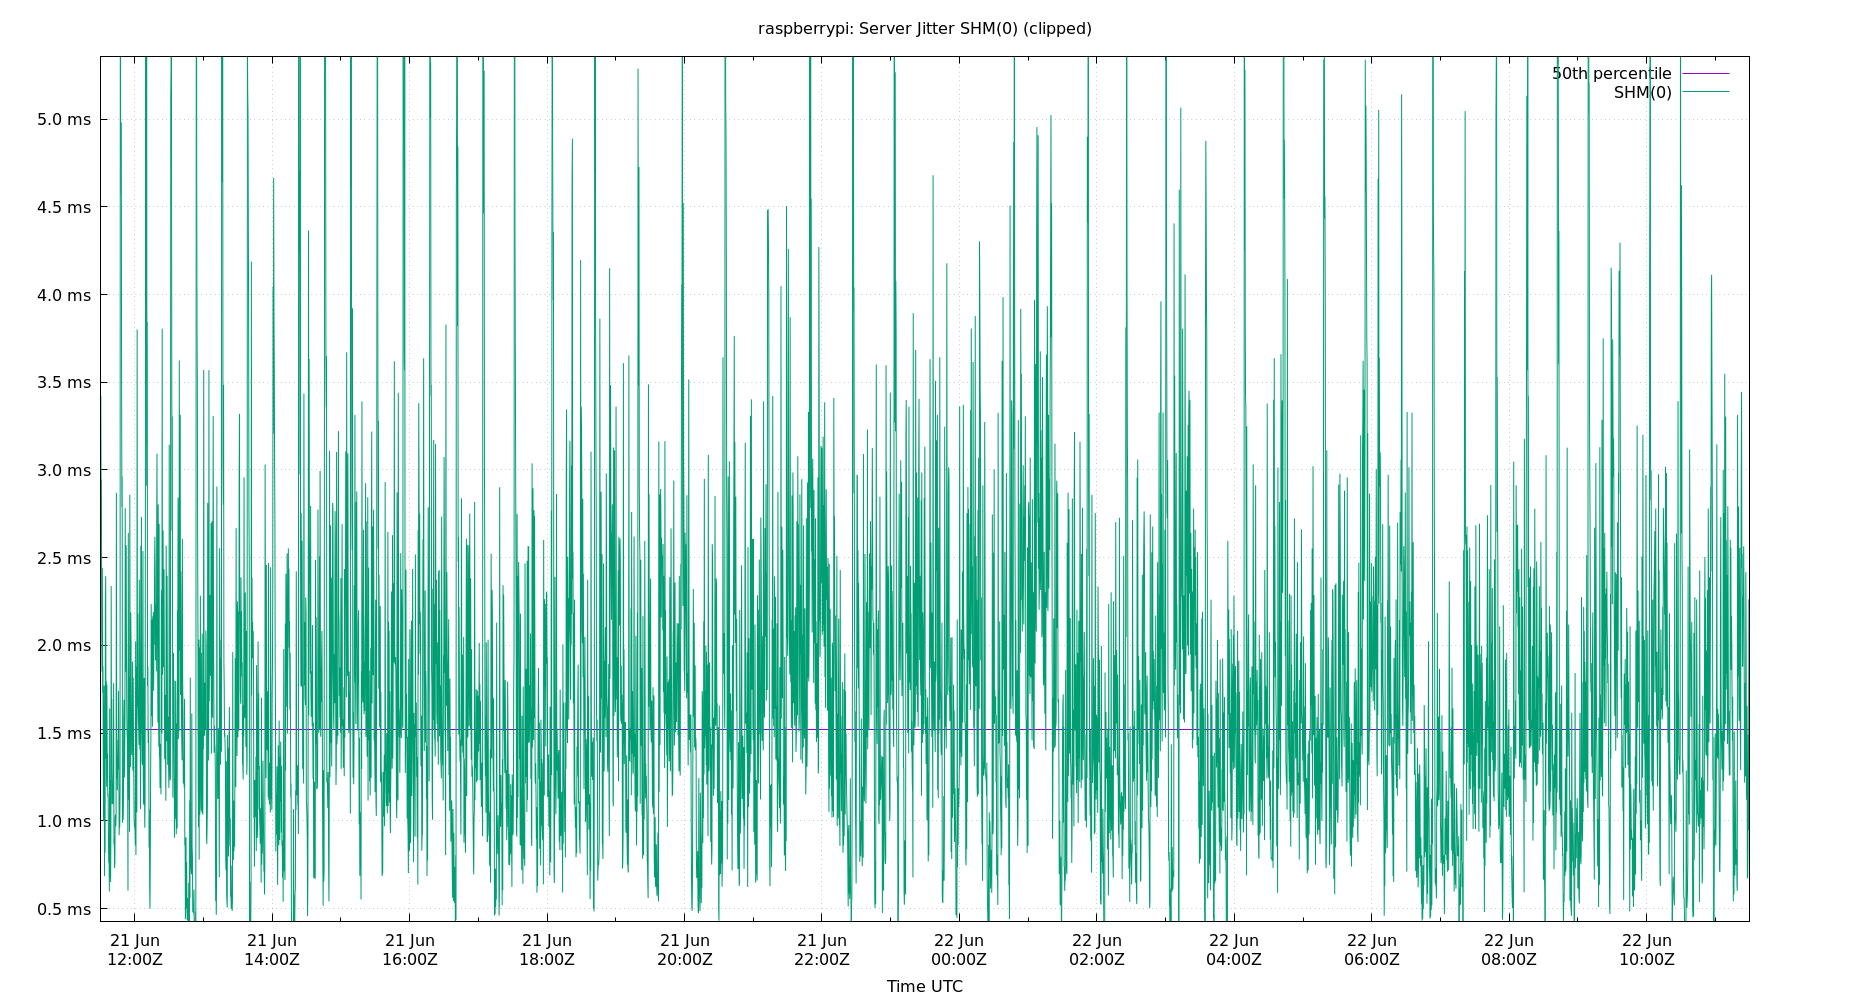 raspberrypi: Server Jitter SHM(0) (clipped)
50th percentile
SHM(0)
5.0 ms
4.5 ms
4.0 ms
3.5 ms
3.0 ms
2.5 ms
2.0 ms
1.5 ms
1.0 ms
0.5 ms
21 Jun 21 Jun 21 Jun 21 Jun 21 Jun 21 Jun 22 Jun 22 Jun 22 Jun 22 Jun 22 Jun 22 Jun
12:00Z 14:00Z 16:00Z 18:00Z 20:00Z 22:00Z 00:00Z 02:00Z 04:00Z 06:00Z 08:00Z 10:00Z
Time UTC